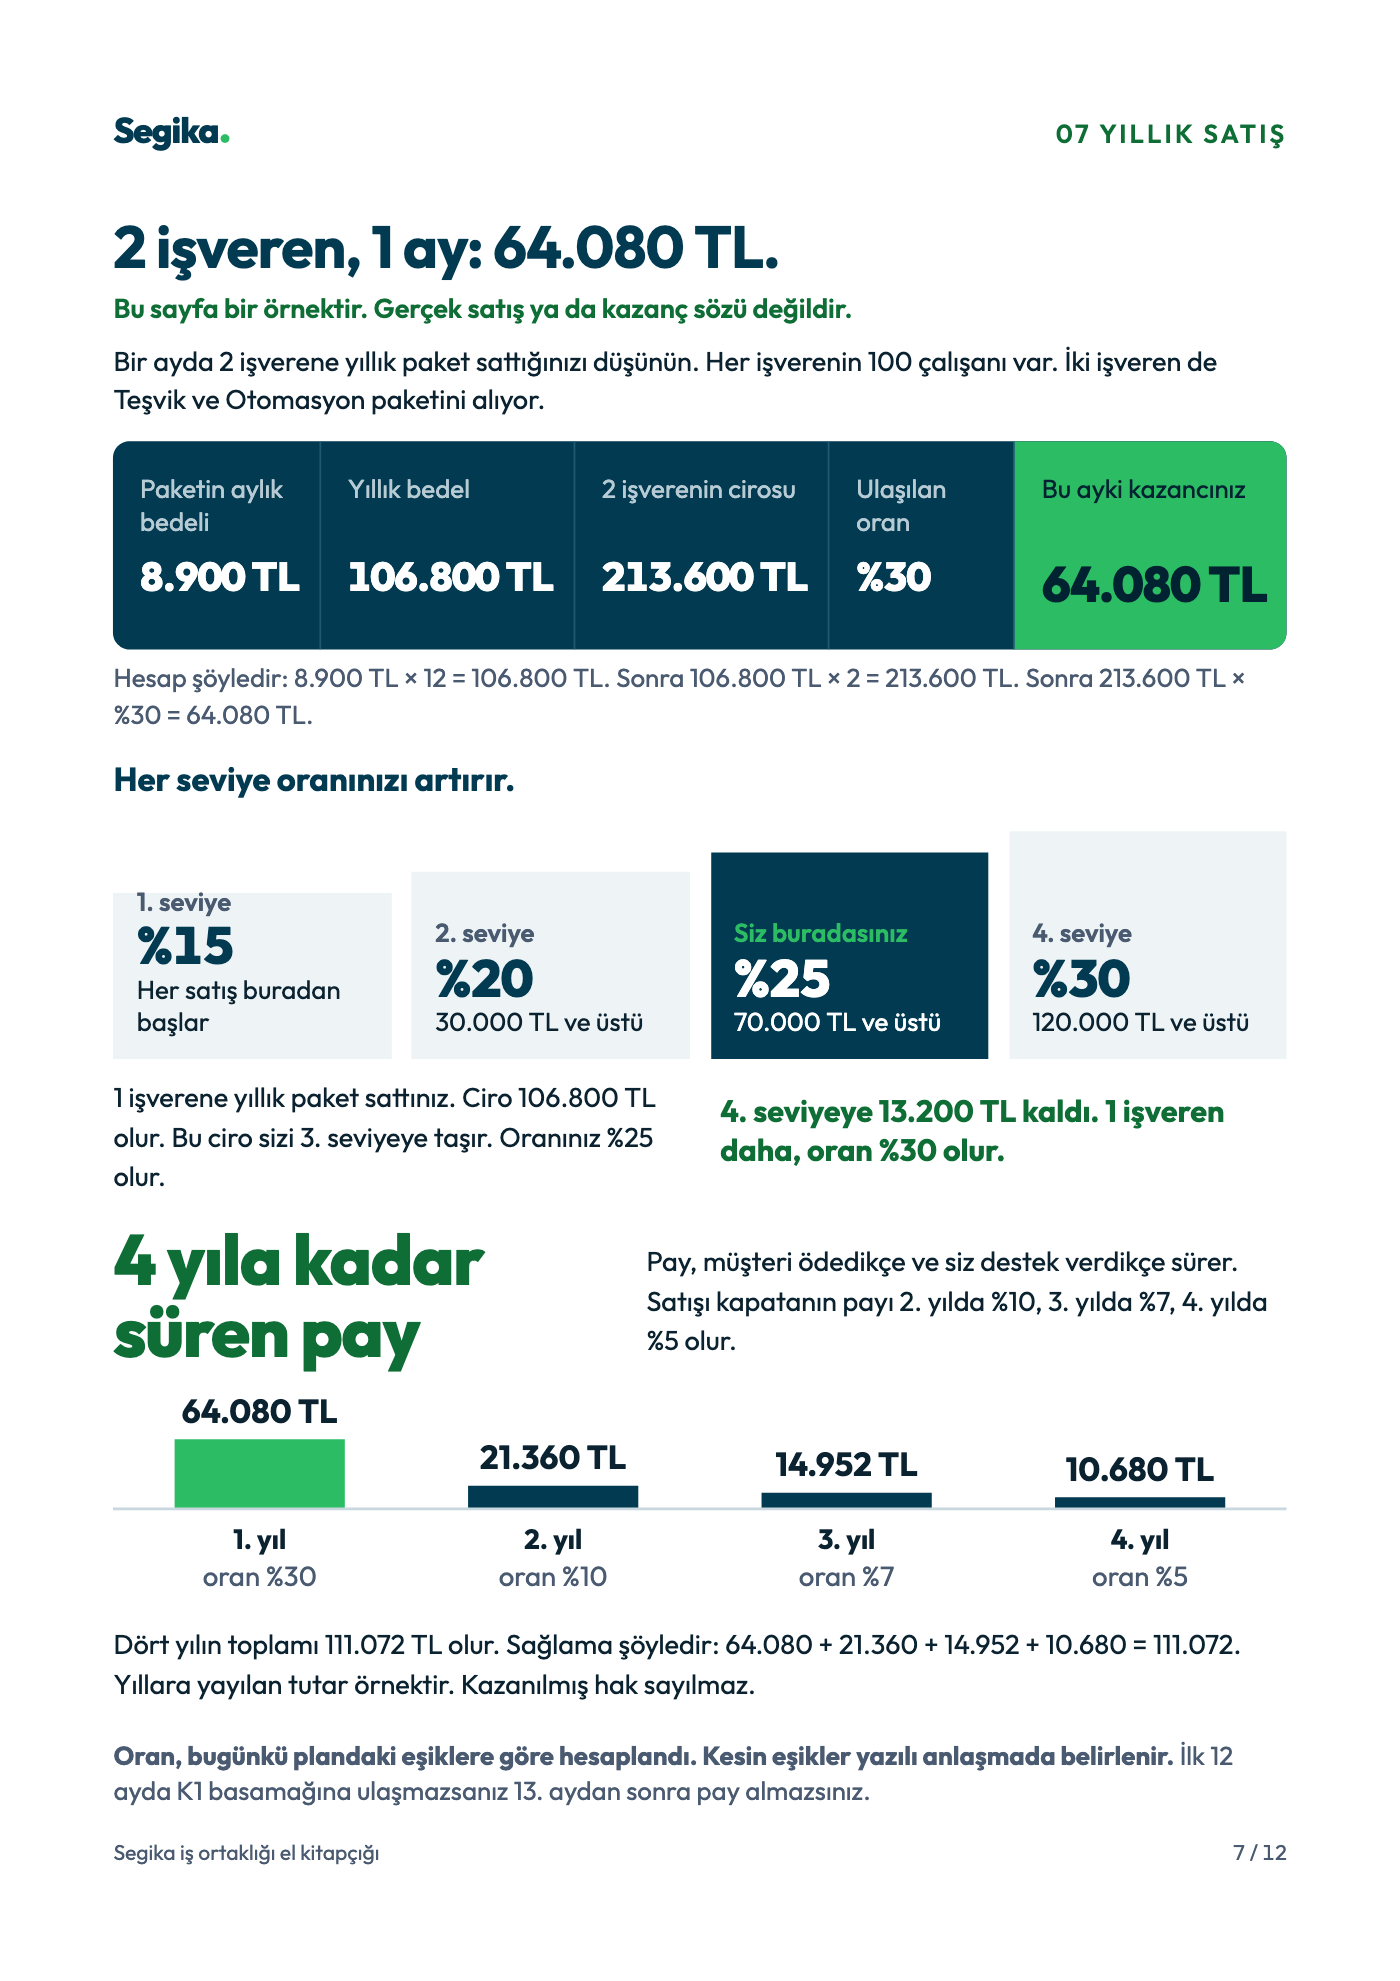 Segika.
07 YILLIK SATIŞ
2 işveren, 1 ay: 64.080 TL.
Bu sayfa bir örnektir. Gerçek satış ya da kazanç sözü değildir.
Bir ayda 2 işverene yıllık paket sattığınızı düşünün. Her işverenin 100 çalışanı var. İki işveren de
Teşvik ve Otomasyon paketini alıyor.
Paketin aylık
bedeli
8.900 TL
Yıllık bedel
106.800 TL
2 işverenin cirosu
213.600 TL
Ulaşılan
oran
%30
Bu ayki kazancınız
64.080 TL
Hesap şöyledir: 8.900 TL × 12 = 106.800 TL. Sonra 106.800 TL × 2 = 213.600 TL. Sonra 213.600 TL ×
%30 = 64.080 TL.
Her seviye oranınızı artırır.
1. seviye
%15
Her satış buradan
başlar
2. seviye
%20
30.000 TL ve üstü
Siz buradasınız
%25
70.000 TL ve üstü
4. seviye
%30
120.000 TL ve üstü
1 işverene yıllık paket sattınız. Ciro 106.800 TL
olur. Bu ciro sizi 3. seviyeye taşır. Oranınız %25
olur.
4. seviyeye 13.200 TL kaldı. 1 işveren
daha, oran %30 olur.
4 yıla kadar
süren pay
Pay, müşteri ödedikçe ve siz destek verdikçe sürer.
Satışı kapatanın payı 2. yılda %10, 3. yılda %7, 4. yılda
%5 olur.
64.080 TL
21.360 TL
14.952 TL
10.680 TL
1. yıl
2. yıl
3. yıl
4. yıl
oran %30
oran %10
oran %7
oran %5
Dört yılın toplamı 111.072 TL olur. Sağlama şöyledir: 64.080 + 21.360 + 14.952 + 10.680 = 111.072.
Yıllara yayılan tutar örnektir. Kazanılmış hak sayılmaz.
Oran, bugünkü plandaki eşiklere göre hesaplandı. Kesin eşikler yazılı anlaşmada belirlenir. İlk 12
ayda K1 basamağına ulaşmazsanız 13. aydan sonra pay almazsınız.
Segika iş ortaklığı el kitapçığı
7 / 12